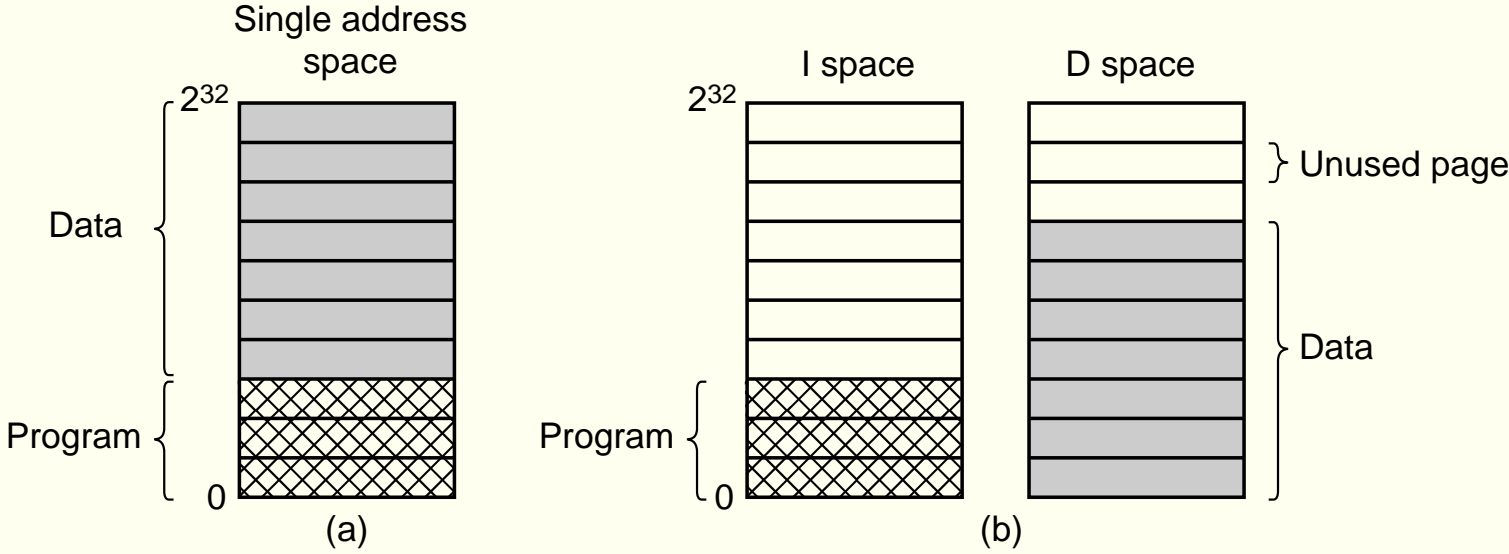 Single address
space
I space
D space
2³²
2³²
Unused page
Data
Data
Program
Program
0
0
(a)
(b)